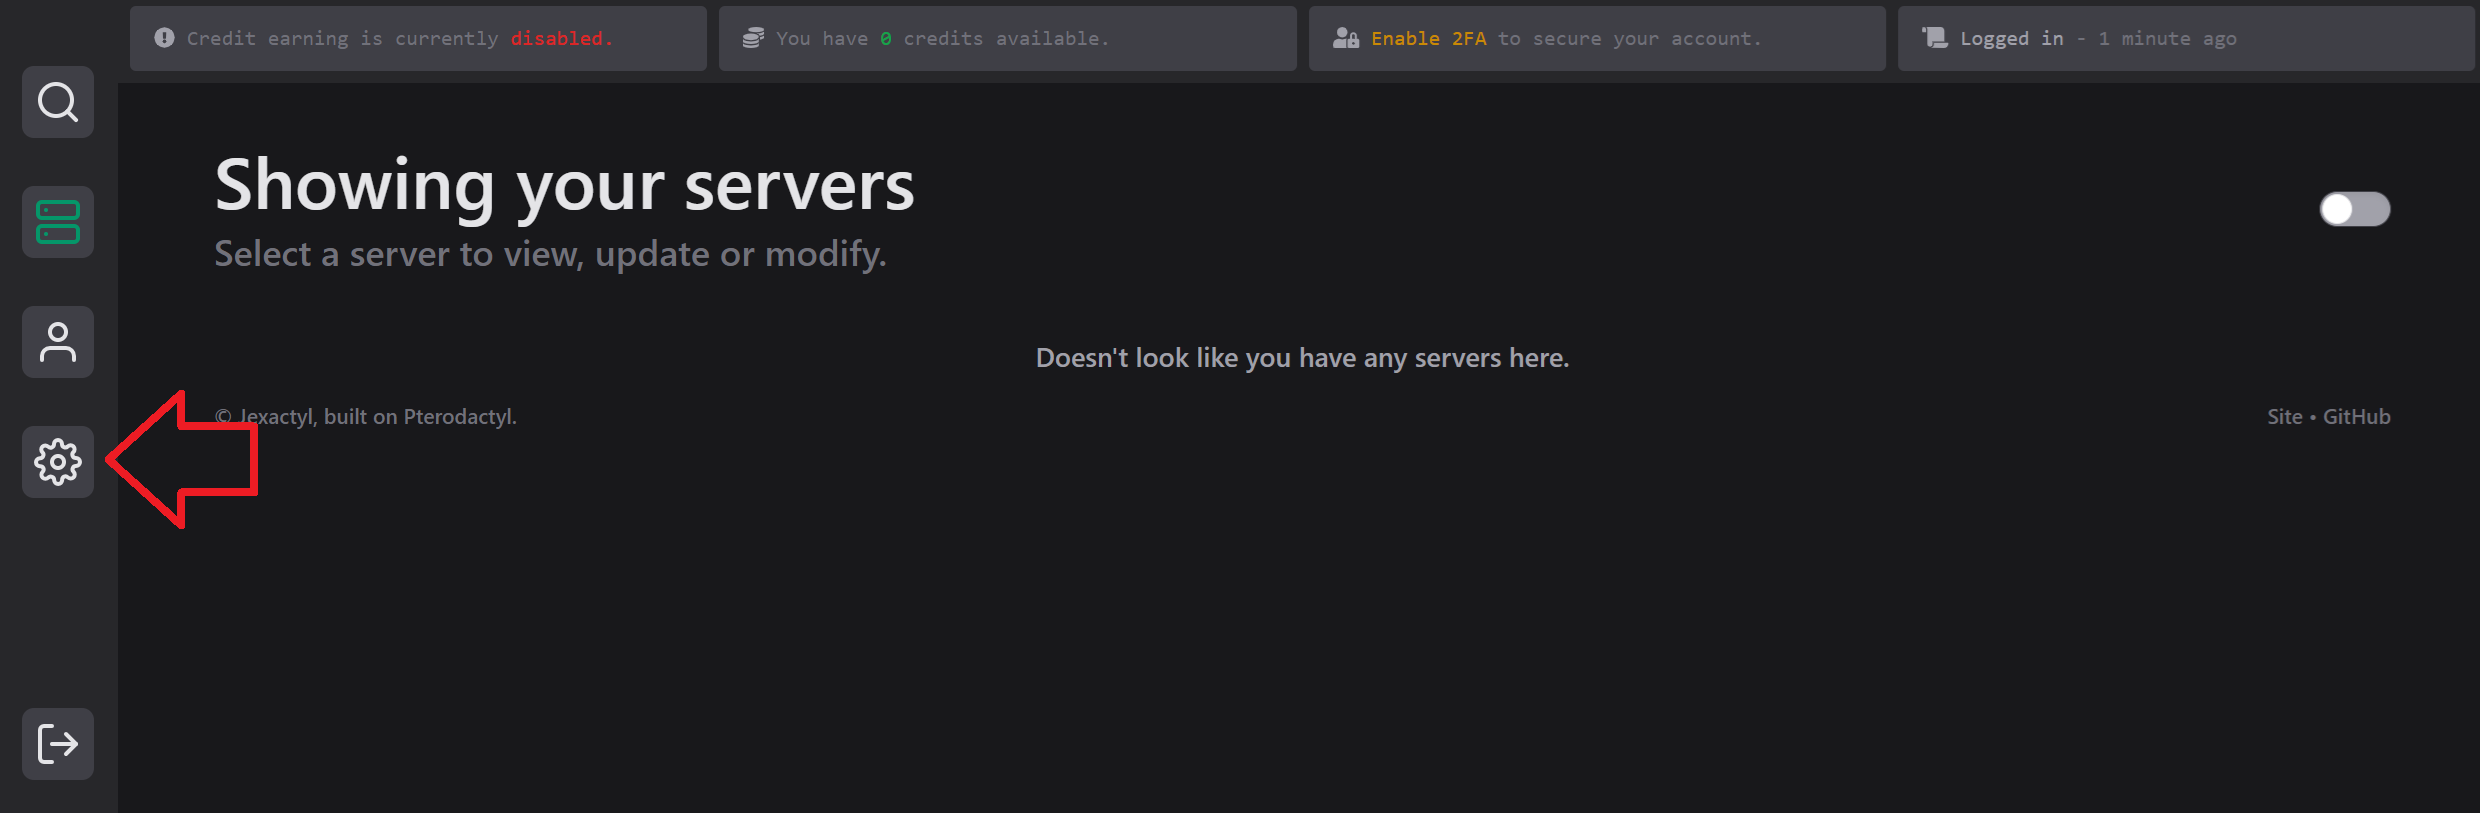 Credit earning is currently disabled.
You have 0 credits available.
Enable 2FA to secure your account.
Logged in - 1 minute ago
Showing your servers
Select a server to view, update or modify.
Doesn't look like you have any servers here.
© Jexactyl, built on Pterodactyl.
Site • GitHub